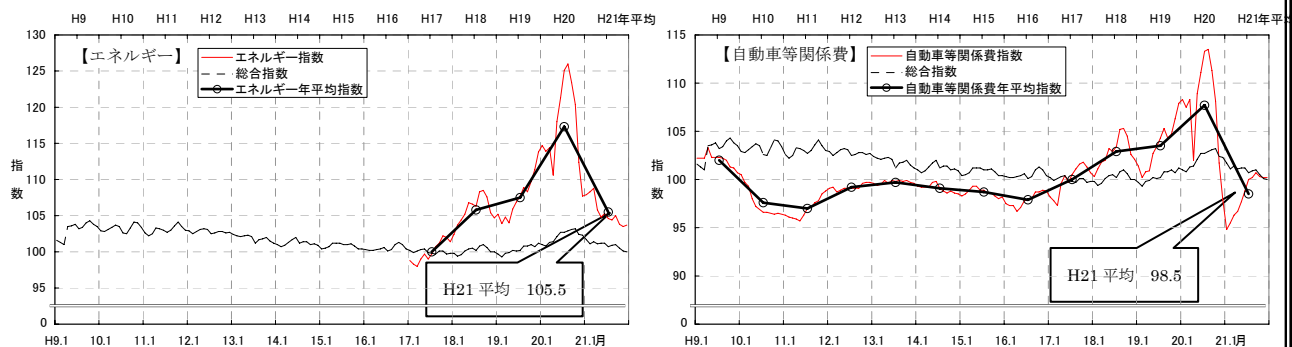 H9 H10 H11 H12 H13 H14 H15 H16 H17 H18 H19 H20 H21年平均
【エネルギー】
エネルギー指数
総合指数
エネルギー年平均指数
指数
130
125
120
115
110
105
100
95
0
H21 平均 105.5
H9.1 10.1 11.1 12.1 13.1 14.1 15.1 16.1 17.1 18.1 19.1 20.1 21.1月
H9 H10 H11 H12 H13 H14 H15 H16 H17 H18 H19 H20 H21年平均
【自動車等関係費】
自動車等関係費指数
総合指数
自動車等関係費年平均指数
指数
115
110
105
100
95
90
0
H21 平均 98.5
H9.1 10.1 11.1 12.1 13.1 14.1 15.1 16.1 17.1 18.1 19.1 20.1 21.1月